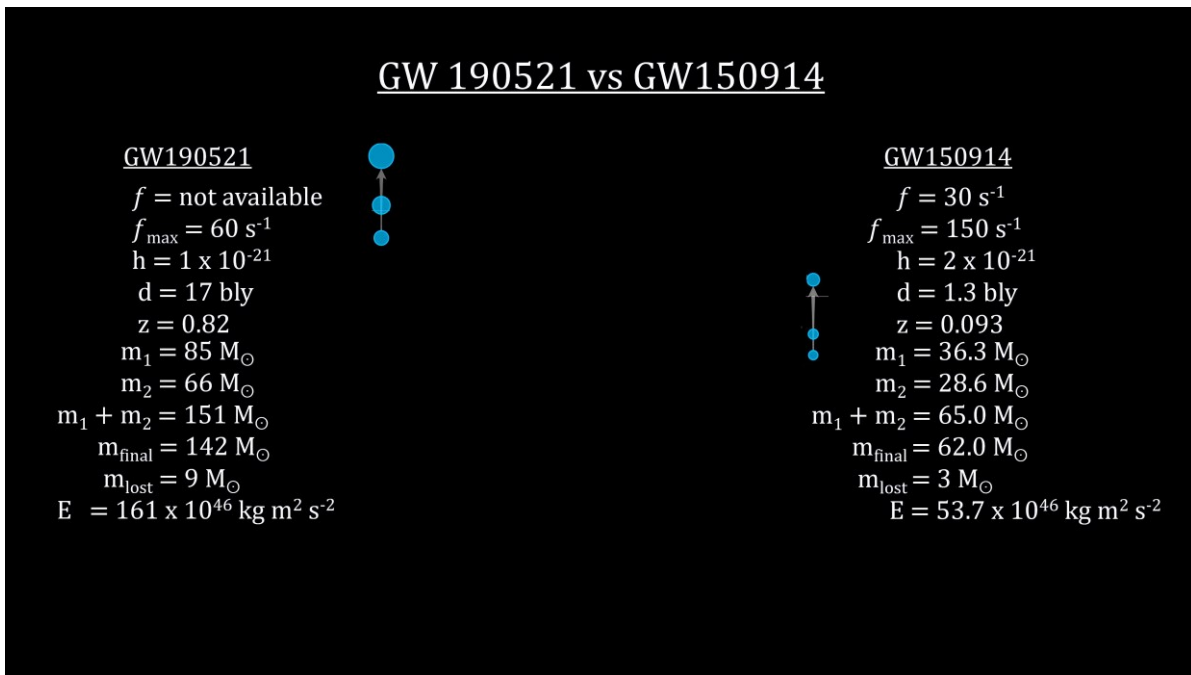 GW 190521 vs GW150914
GW190521
f = not available
fmax = 60 s⁻¹
h = 1 x 10⁻²¹
d = 17 bly
z = 0.82
m₁ = 85 M☉
m₂ = 66 M☉
m₁ + m₂ = 151 M☉
mfinal = 142 M☉
mlost = 9 M☉
E = 161 x 10⁴⁶ kg m² s⁻²
GW150914
f = 30 s⁻¹
fmax = 150 s⁻¹
h = 2 x 10⁻²¹
d = 1.3 bly
z = 0.093
m₁ = 36.3 M☉
m₂ = 28.6 M☉
m₁ + m₂ = 65.0 M☉
mfinal = 62.0 M☉
mlost = 3 M☉
E = 53.7 x 10⁴⁶ kg m² s⁻²